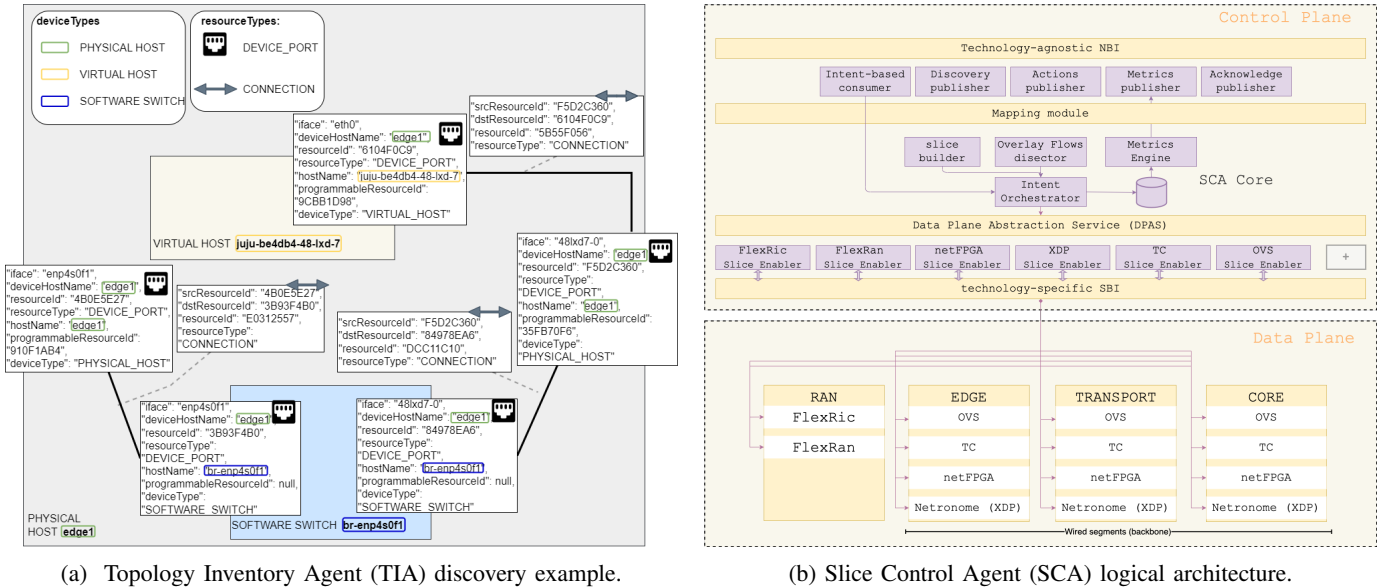 deviceTypes
PHYSICAL HOST
VIRTUAL HOST
SOFTWARE SWITCH
resourceTypes:
DEVICE_PORT
CONNECTION
"srcResourceId": "F5D2C360",
"dstResourceId": "6104F0C9",
"resourceId": "5B55F056",
"resourceType": "CONNECTION"
"iface": "eth0",
"deviceHostName": "edge1",
"resourceId": "6104F0C9",
"resourceType": "DEVICE_PORT",
"hostName": "juju-be4db4-48-lxd-7",
"programmableResourceId":
"9CBB1D98",
"deviceType": "VIRTUAL_HOST"
VIRTUAL HOST juju-be4db4-48-lxd-7
"iface": "48lxd7-0",
"deviceHostName": "edge1
"resourceId": "F5D2C360",
"resourceType":
"DEVICE_PORT",
"hostName": "edge1",
"programmableResourceId":
"35FB70F6",
"deviceType":
"PHYSICAL_HOST"
"iface": "enp4s0f1",
"deviceHostName": "edge1",
"resourceId": "4B0E5E27",
"resourceType": "DEVICE_PORT",
"hostName": "edge1",
"programmableResourceId":
"910F1AB4",
"deviceType": "PHYSICAL_HOST"
"srcResourceId": "4B0E5E27",
"dstResourceId": "3B93F4B0",
"resourceId": "E0312557",
"resourceType":
"CONNECTION"
"srcResourceId": "F5D2C360",
"dstResourceId": "84978EA6",
"resourceId": "DCC11C10",
"resourceType": "CONNECTION"
"iface": "enp4s0f1",
"deviceHostName": "edge1",
"resourceId": "3B93F4B0",
"resourceType":
"DEVICE_PORT",
"hostName": "br-enp4s0f1",
"programmableResourceId": null,
"deviceType":
"SOFTWARE_SWITCH"
"iface": "48lxd7-0",
"deviceHostName": "edge1",
"resourceId": "84978EA6",
"resourceType":
"DEVICE_PORT",
"hostName": "br-enp4s0f1",
"programmableResourceId": null,
"deviceType":
"SOFTWARE_SWITCH"
PHYSICAL
HOST edge1
SOFTWARE SWITCH br-enp4s0f1
(a) Topology Inventory Agent (TIA) discovery example.
Control Plane
Technology-agnostic NBI
Intent-based
consumer
Discovery
publisher
Actions
publisher
Metrics
publisher
Acknowledge
publisher
Mapping module
slice
builder
Overlay Flows
disector
Metrics
Engine
Intent
Orchestrator
SCA Core
Data Plane Abstraction Service (DPAS)
FlexRic
Slice Enabler
FlexRan
Slice Enabler
netFPGA
Slice Enabler
XDP
Slice Enabler
TC
Slice Enabler
OVS
Slice Enabler
+
technology-specific SBI
Data Plane
RAN
FlexRic
FlexRan
EDGE
OVS
TC
netFPGA
Netronome (XDP)
TRANSPORT
OVS
TC
netFPGA
Netronome (XDP)
CORE
OVS
TC
netFPGA
Netronome (XDP)
Wired segments (backbone)
(b) Slice Control Agent (SCA) logical architecture.